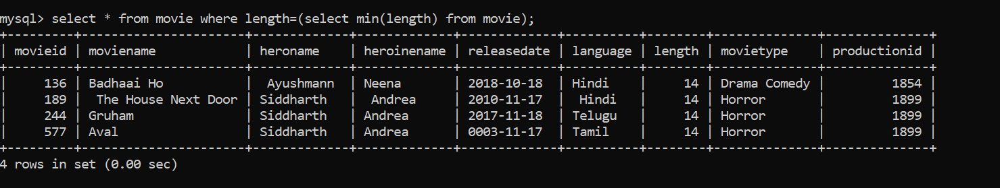 mysql> select * from movie where length=(select min(length) from movie);
+---------+----------------------+------------+-------------+-------------+----------+--------+--------------+--------------+
| movieid | moviename            | heroname   | heroinename | releasedate | language | length | movietype    | productionid |
+---------+----------------------+------------+-------------+-------------+----------+--------+--------------+--------------+
|     136 | Badhaai Ho           |  Ayushmann | Neena       | 2018-10-18  | Hindi    |     14 | Drama Comedy |         1854 |
|     189 |  The House Next Door | Siddharth  |  Andrea     | 2010-11-17  |  Hindi   |     14 | Horror       |         1899 |
|     244 | Gruham               | Siddharth  | Andrea      | 2017-11-18  | Telugu   |     14 | Horror       |         1899 |
|     577 | Aval                 | Siddharth  | Andrea      | 0003-11-17  | Tamil    |     14 | Horror       |         1899 |
+---------+----------------------+------------+-------------+-------------+----------+--------+--------------+--------------+
4 rows in set (0.00 sec)